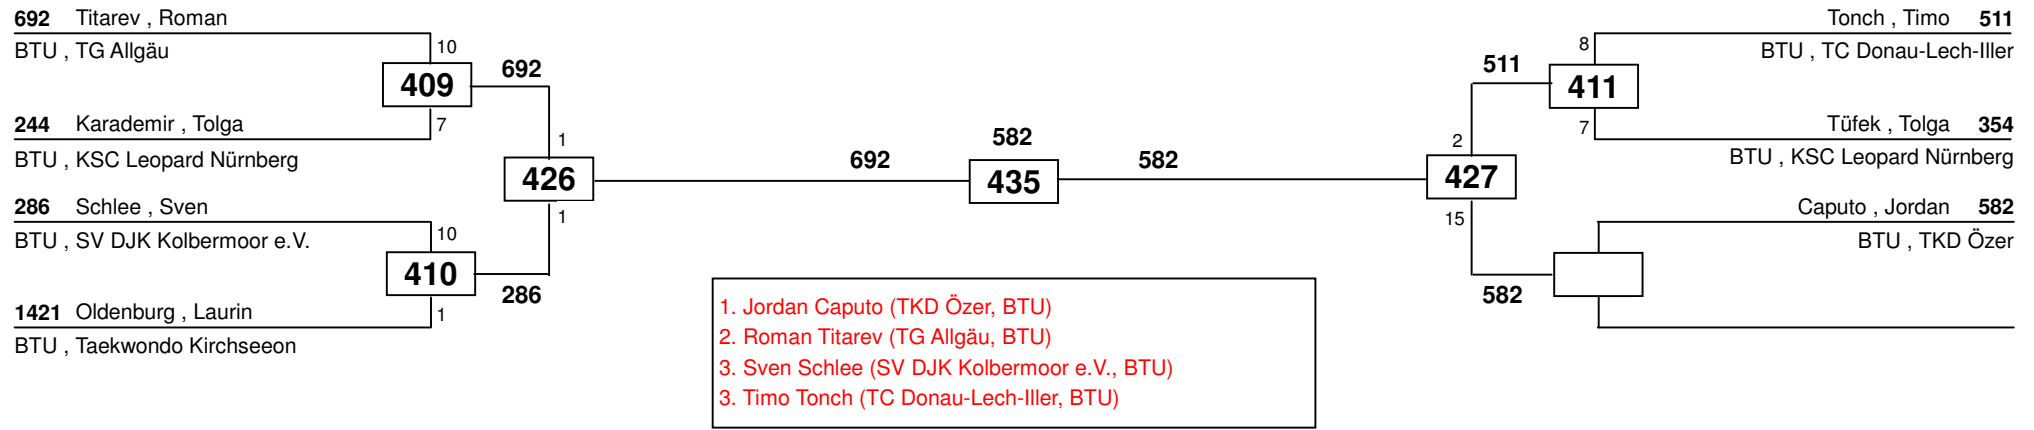 692 Titarev , Roman
BTU , TG Allgäu
10
409
692
7
244 Karademir , Tolga
BTU , KSC Leopard Nürnberg
1
426
1
286 Schlee , Sven
BTU , SV DJK Kolbermoor e.V.
10
410
286
1
1421 Oldenburg , Laurin
BTU , Taekwondo Kirchseeon
692
582
435
582
Tonch , Timo 511
BTU , TC Donau-Lech-Iller
8
511
411
7
Tüfek , Tolga 354
BTU , KSC Leopard Nürnberg
2
427
15
Caputo , Jordan 582
BTU , TKD Özer
582
1. Jordan Caputo (TKD Özer, BTU)
2. Roman Titarev (TG Allgäu, BTU)
3. Sven Schlee (SV DJK Kolbermoor e.V., BTU)
3. Timo Tonch (TC Donau-Lech-Iller, BTU)